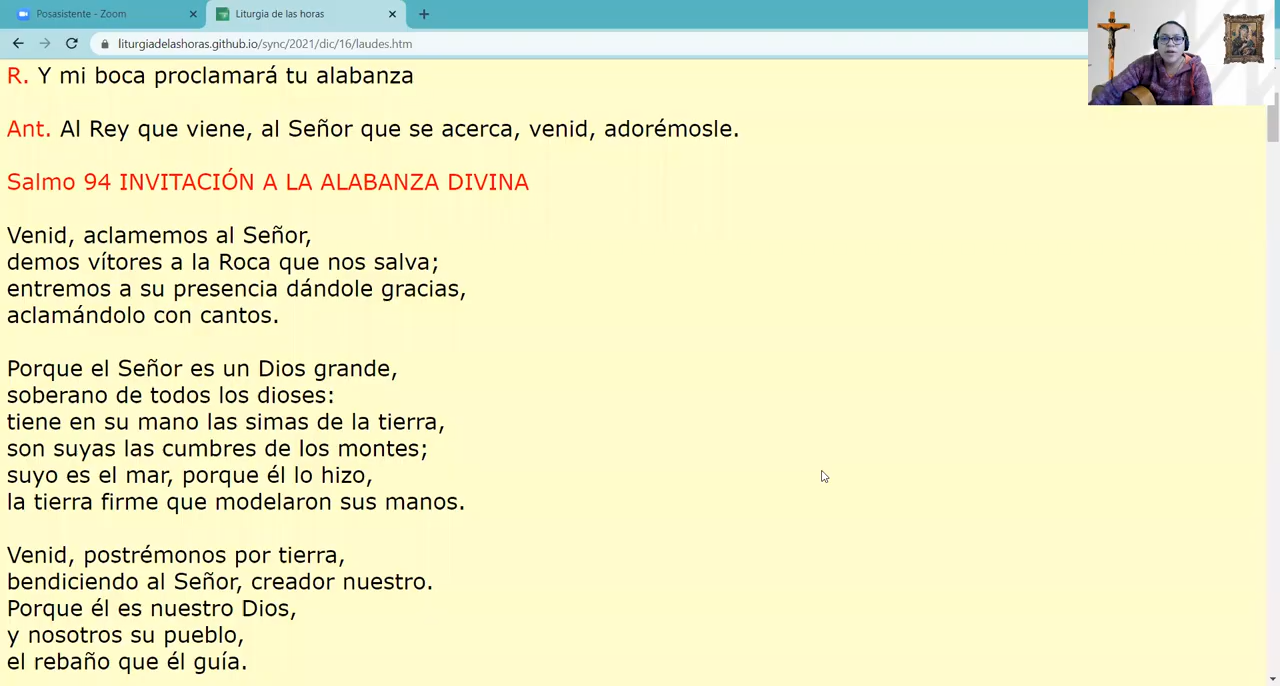 Posasistente - Zoom
Liturgia de las horas
liturgiadelashoras.github.io/sync/2021/dic/16/laudes.htm
R. Y mi boca proclamará tu alabanza
Ant. Al Rey que viene, al Señor que se acerca, venid, adorémosle.
Salmo 94 INVITACIÓN A LA ALABANZA DIVINA
Venid, aclamemos al Señor,
demos vítores a la Roca que nos salva;
entremos a su presencia dándole gracias,
aclamándolo con cantos.
Porque el Señor es un Dios grande,
soberano de todos los dioses:
tiene en su mano las simas de la tierra,
son suyas las cumbres de los montes;
suyo es el mar, porque él lo hizo,
la tierra firme que modelaron sus manos.
Venid, postrémonos por tierra,
bendiciendo al Señor, creador nuestro.
Porque él es nuestro Dios,
y nosotros su pueblo,
el rebaño que él guía.